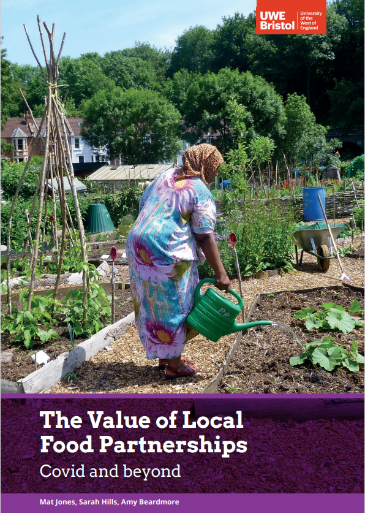 UWE
Bristol
University
of the
West of
England
The Value of Local
Food Partnerships
Covid and beyond
Mat Jones, Sarah Hills, Amy Beardmore